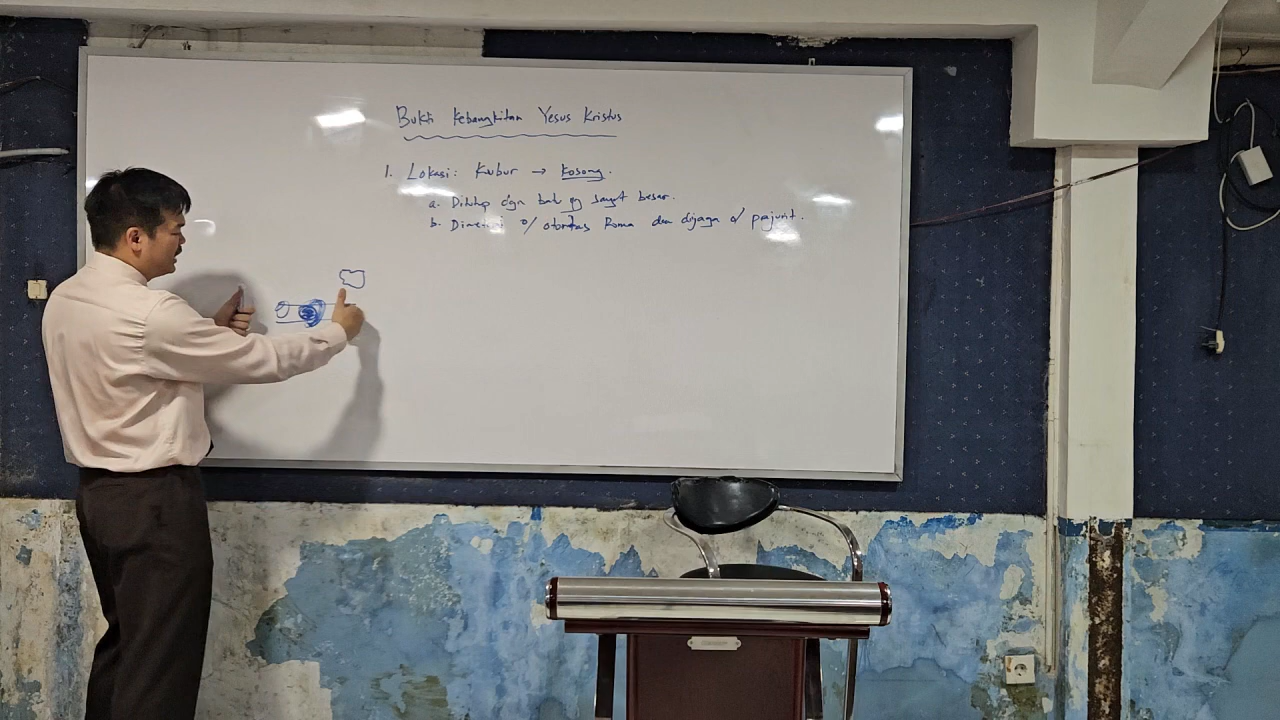 Bukti Kebangkitan Yesus Kristus
1. Lokasi: Kubur → kosong.
a. Ditutup dgn batu yg sangat besar.
b. Dimeterai o/ otoritas Roma dan dijaga o/ prajurit.